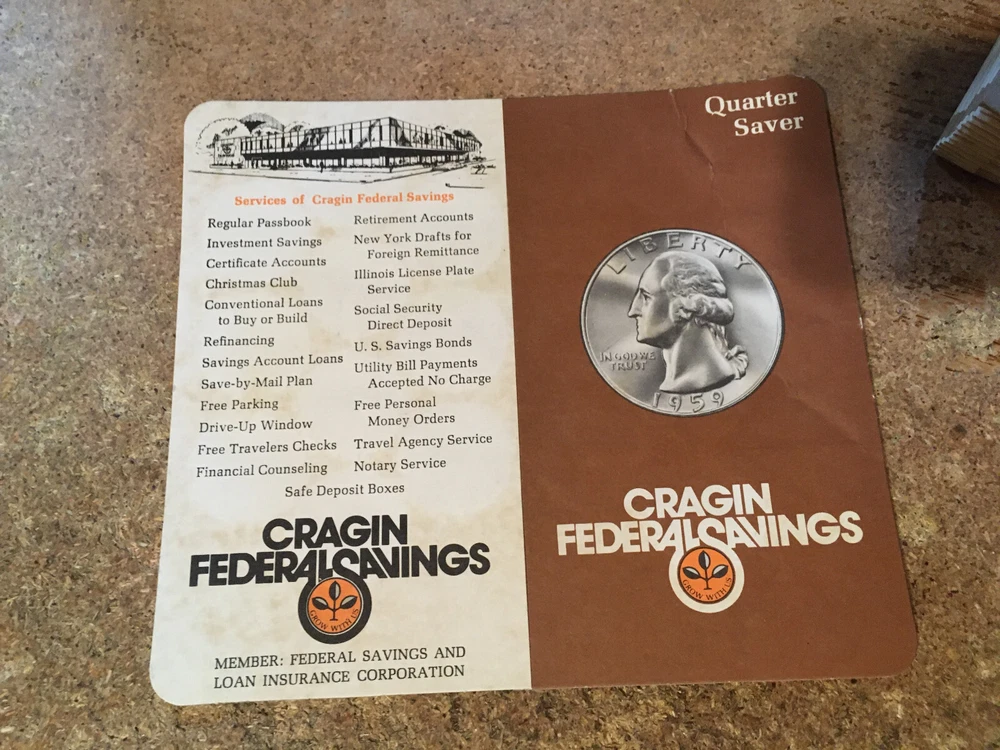 Services of Cragin Federal Savings
Regular Passbook
Investment Savings
Certificate Accounts
Christmas Club
Conventional Loans
to Buy or Build
Refinancing
Savings Account Loans
Save-by-Mail Plan
Free Parking
Drive-Up Window
Free Travelers Checks
Financial Counseling
Retirement Accounts
New York Drafts for
Foreign Remittance
Illinois License Plate
Service
Social Security
Direct Deposit
U. S. Savings Bonds
Utility Bill Payments
Accepted No Charge
Free Personal
Money Orders
Travel Agency Service
Notary Service
Safe Deposit Boxes
CRAGIN
FEDERAL SAVINGS
GROW WITH US
MEMBER: FEDERAL SAVINGS AND
LOAN INSURANCE CORPORATION
Quarter
Saver
LIBERTY
IN GOD WE
TRUST
1959
CRAGIN
FEDERAL SAVINGS
GROW WITH US